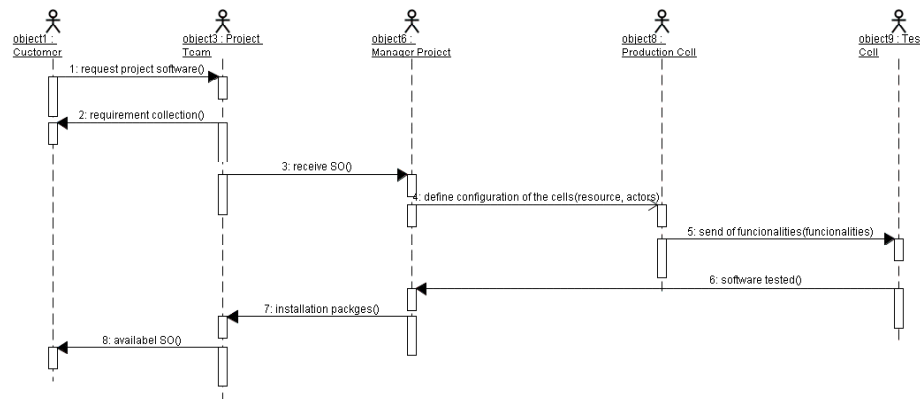 object1 :
Customer
object3 : Project
Team
object6 :
Manager Project
object8 :
Production Cell
object9 : Tes
Cell
1: request project software()
2: requirement collection()
3: receive SO()
4: define configuration of the cells(resource, actors)
5: send of funcionalities(funcionalities)
6: software tested()
7: installation packges()
8: availabel SO()